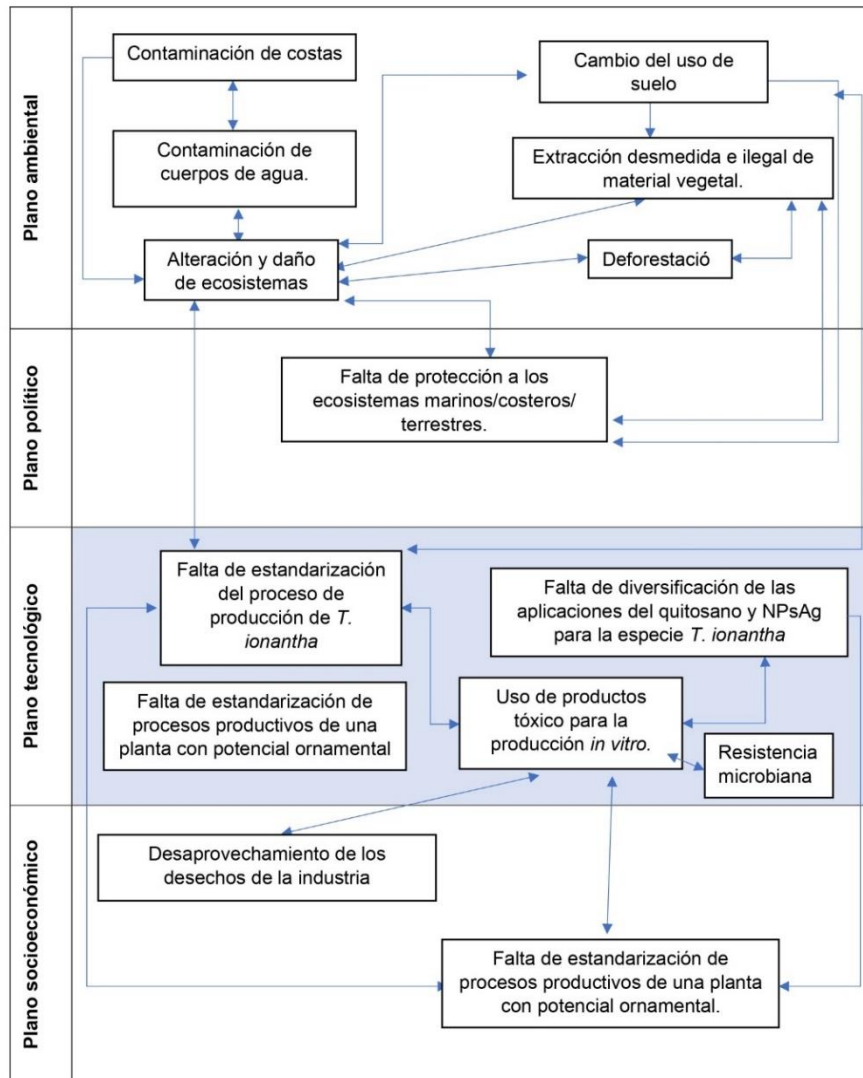 Plano ambiental
Contaminación de costas
Cambio del uso de
suelo
Contaminación de
cuerpos de agua.
Extracción desmedida e ilegal de
material vegetal.
Alteración y daño
de ecosistemas
Deforestació
Plano político
Falta de protección a los
ecosistemas marinos/costeros/
terrestres.
Plano tecnológico
Falta de estandarización
del proceso de
producción de T.
ionantha
Falta de diversificación de las
aplicaciones del quitosano y NPsAg
para la especie T. ionantha
Falta de estandarización de
procesos productivos de una
planta con potencial ornamental
Uso de productos
tóxico para la
producción in vitro.
Resistencia
microbiana
Plano socioeconómico
Desaprovechamiento de los
desechos de la industria
Falta de estandarización de
procesos productivos de una planta
con potencial ornamental.